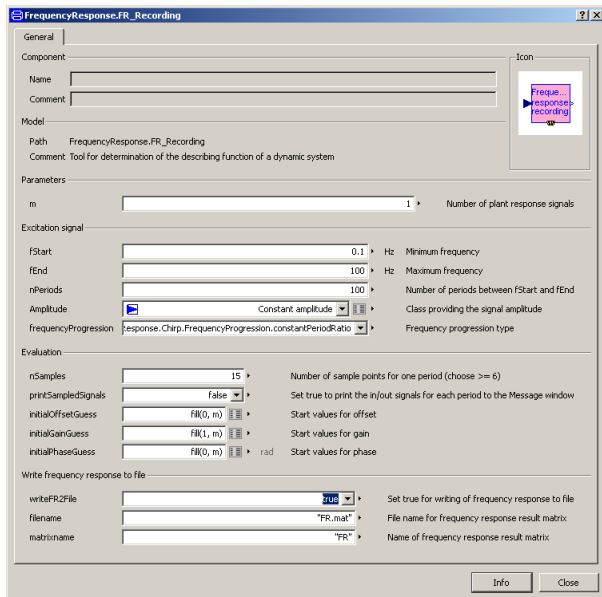 FrequencyResponse.FR_Recording
General
Component
Name
Comment
Icon
Freque...
response
recording
Model
Path FrequencyResponse.FR_Recording
Comment Tool for determination of the describing function of a dynamic system
Parameters
m 1 Number of plant response signals
Excitation signal
fStart 0.1 Hz Minimum frequency
fEnd 100 Hz Maximum frequency
nPeriods 100 Number of periods between fStart and fEnd
Amplitude Constant amplitude Class providing the signal amplitude
frequencyProgression esponse.Chirp.FrequencyProgression.constantPeriodRatio Frequency progression type
Evaluation
nSamples 15 Number of sample points for one period (choose >= 6)
printSampledSignals false Set true to print the in/out signals for each period to the Message window
initialOffsetGuess fill(0, m) Start values for offset
initialGainGuess fill(1, m) Start values for gain
initialPhaseGuess fill(0, m) rad Start values for phase
Write frequency response to file
writeFR2File true Set true for writing of frequency response to file
filename "FR.mat" File name for frequency response result matrix
matrixname "FR" Name of frequency response result matrix
Info Close